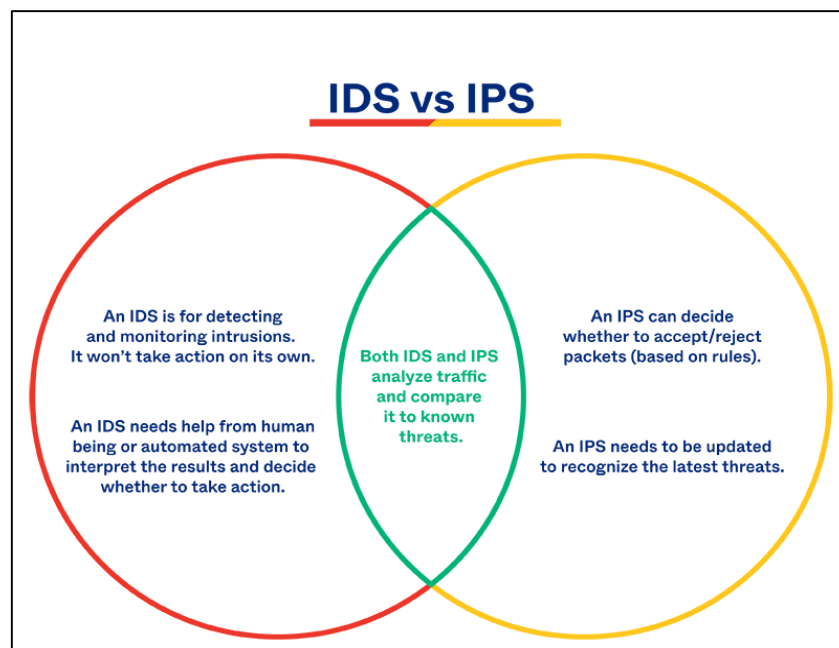 IDS vs IPS
An IDS is for detecting
and monitoring intrusions.
It won't take action on its own.
An IDS needs help from human
being or automated system to
interpret the results and decide
whether to take action.
Both IDS and IPS
analyze traffic
and compare
it to known
threats.
An IPS can decide
whether to accept/reject
packets (based on rules).
An IPS needs to be updated
to recognize the latest threats.